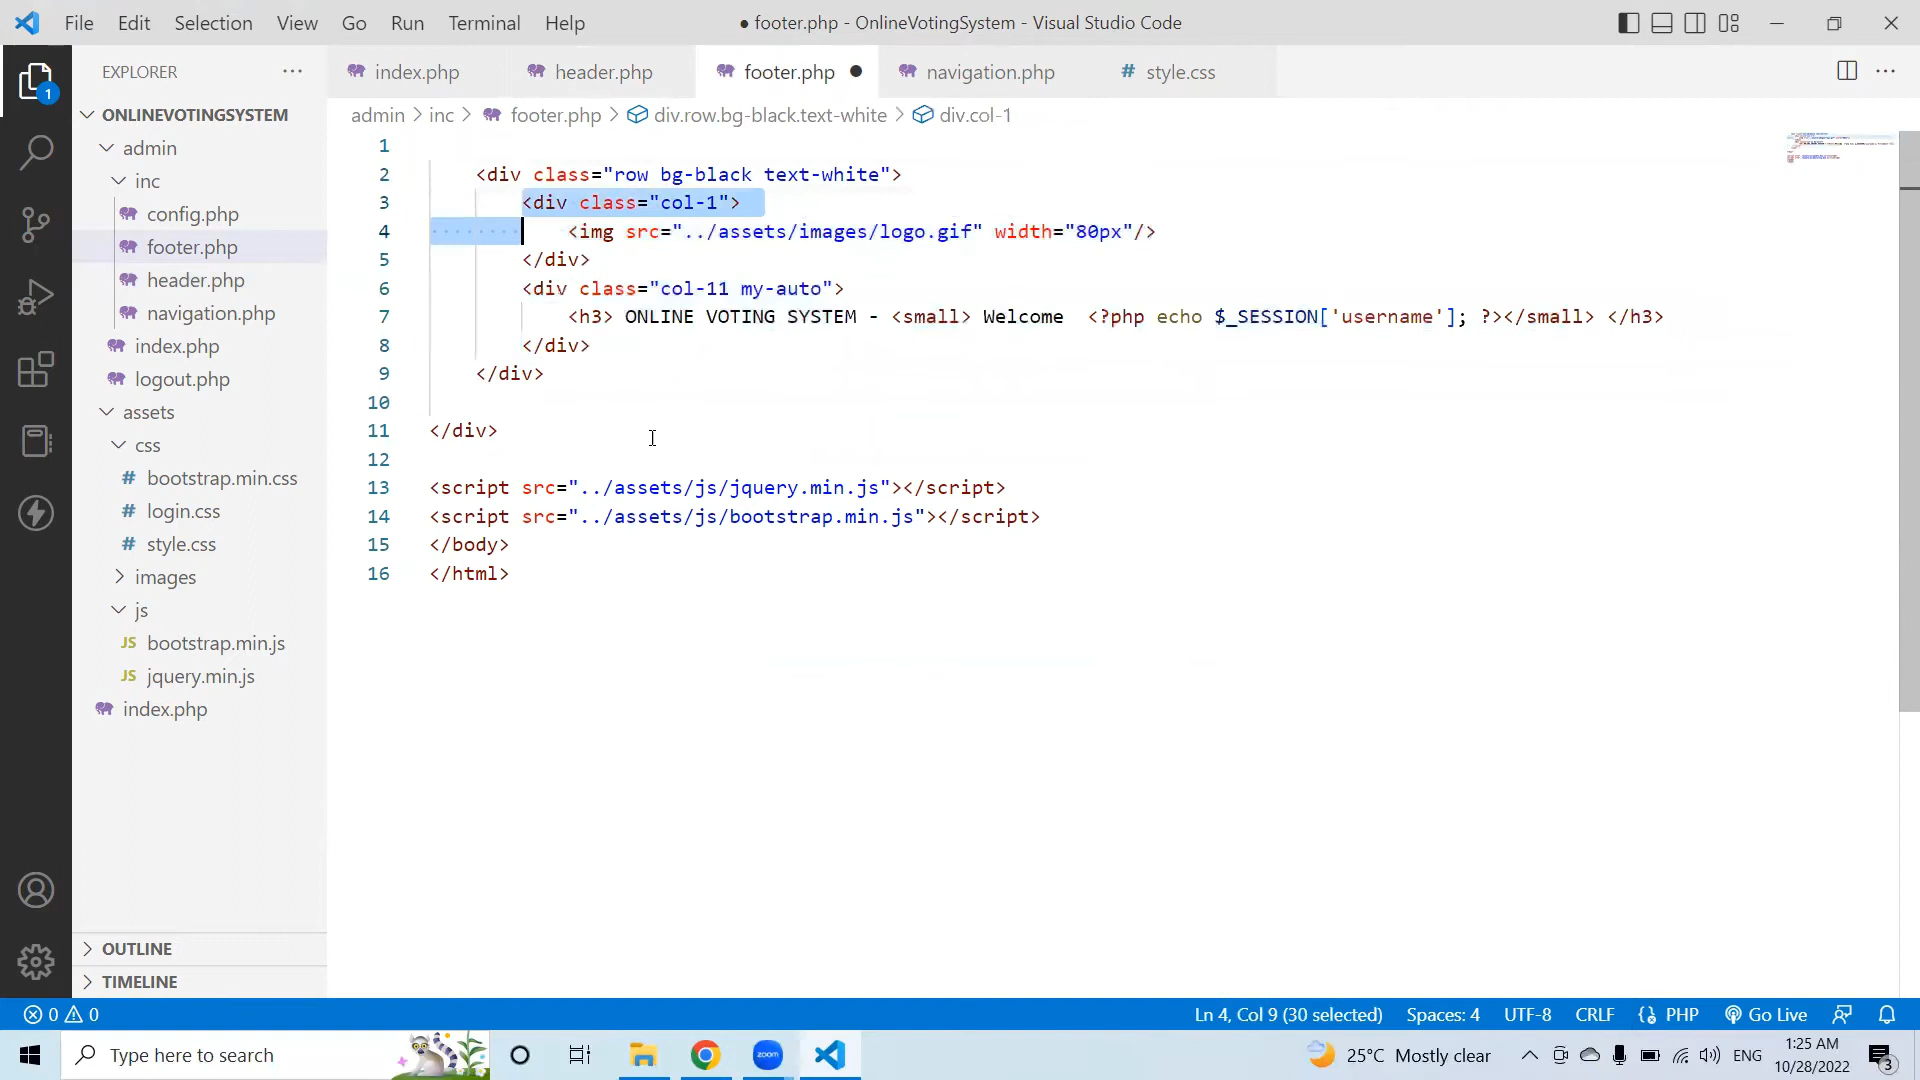 File Edit Selection View Go Run Terminal Help ● footer.php - OnlineVotingSystem - Visual Studio Code
EXPLORER ···
index.php header.php footer.php ● navigation.php # style.css
admin > inc > footer.php > div.row.bg-black.text-white > div.col-1
1
ONLINEVOTINGSYSTEM
admin
inc
config.php
footer.php
header.php
navigation.php
index.php
logout.php
assets
css
# bootstrap.min.css
# login.css
# style.css
images
js
JS bootstrap.min.js
JS jquery.min.js
index.php
OUTLINE
TIMELINE
1
2 <div class="row bg-black text-white">
3 <div class="col-1">
4 <img src="../assets/images/logo.gif" width="80px"/>
5 </div>
6 <div class="col-11 my-auto">
7 <h3> ONLINE VOTING SYSTEM - <small> Welcome  <?php echo $_SESSION['username']; ?></small> </h3>
8 </div>
9 </div>
10
11 </div>
12
13 <script src="../assets/js/jquery.min.js"></script>
14 <script src="../assets/js/bootstrap.min.js"></script>
15 </body>
16 </html>
0 0 Ln 4, Col 9 (30 selected) Spaces: 4 UTF-8 CRLF PHP Go Live
Type here to search zoom 25°C Mostly clear ENG 1:25 AM
10/28/2022 3